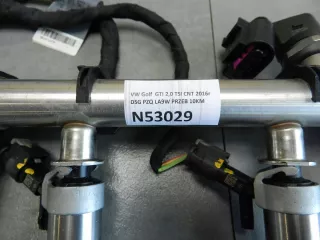 VW Golf GTI 2,0 TSI CNT 2016r
DSG PZQ LA9W PRZEB 10KM
N53029